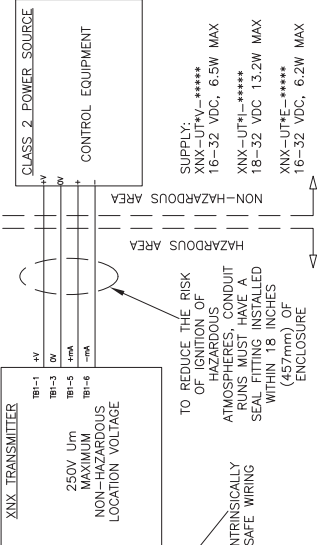 XNX TRANSMITTER
TB1-1 +V
TB1-3 0V
TB1-5 +mA
TB1-6 -mA
250V Um
MAXIMUM
NON-HAZARDOUS
LOCATION VOLTAGE
CLASS 2 POWER SOURCE
+V
0V
+
-
CONTROL EQUIPMENT
HAZARDOUS AREA
NON-HAZARDOUS AREA
TO REDUCE THE RISK
OF IGNITION OF
HAZARDOUS
ATMOSPHERES, CONDUIT
RUNS MUST HAVE A
SEAL FITTING INSTALLED
WITHIN 18 INCHES
(457mm) OF
ENCLOSURE
SUPPLY:
XNX-UT*V-*****
16-32 VDC, 6.5W MAX
XNX-UT*I-*****
18-32 VDC 13.2W MAX
XNX-UT*E-*****
16-32 VDC, 6.2W MAX
NTRINSICALLY
SAFE WIRING